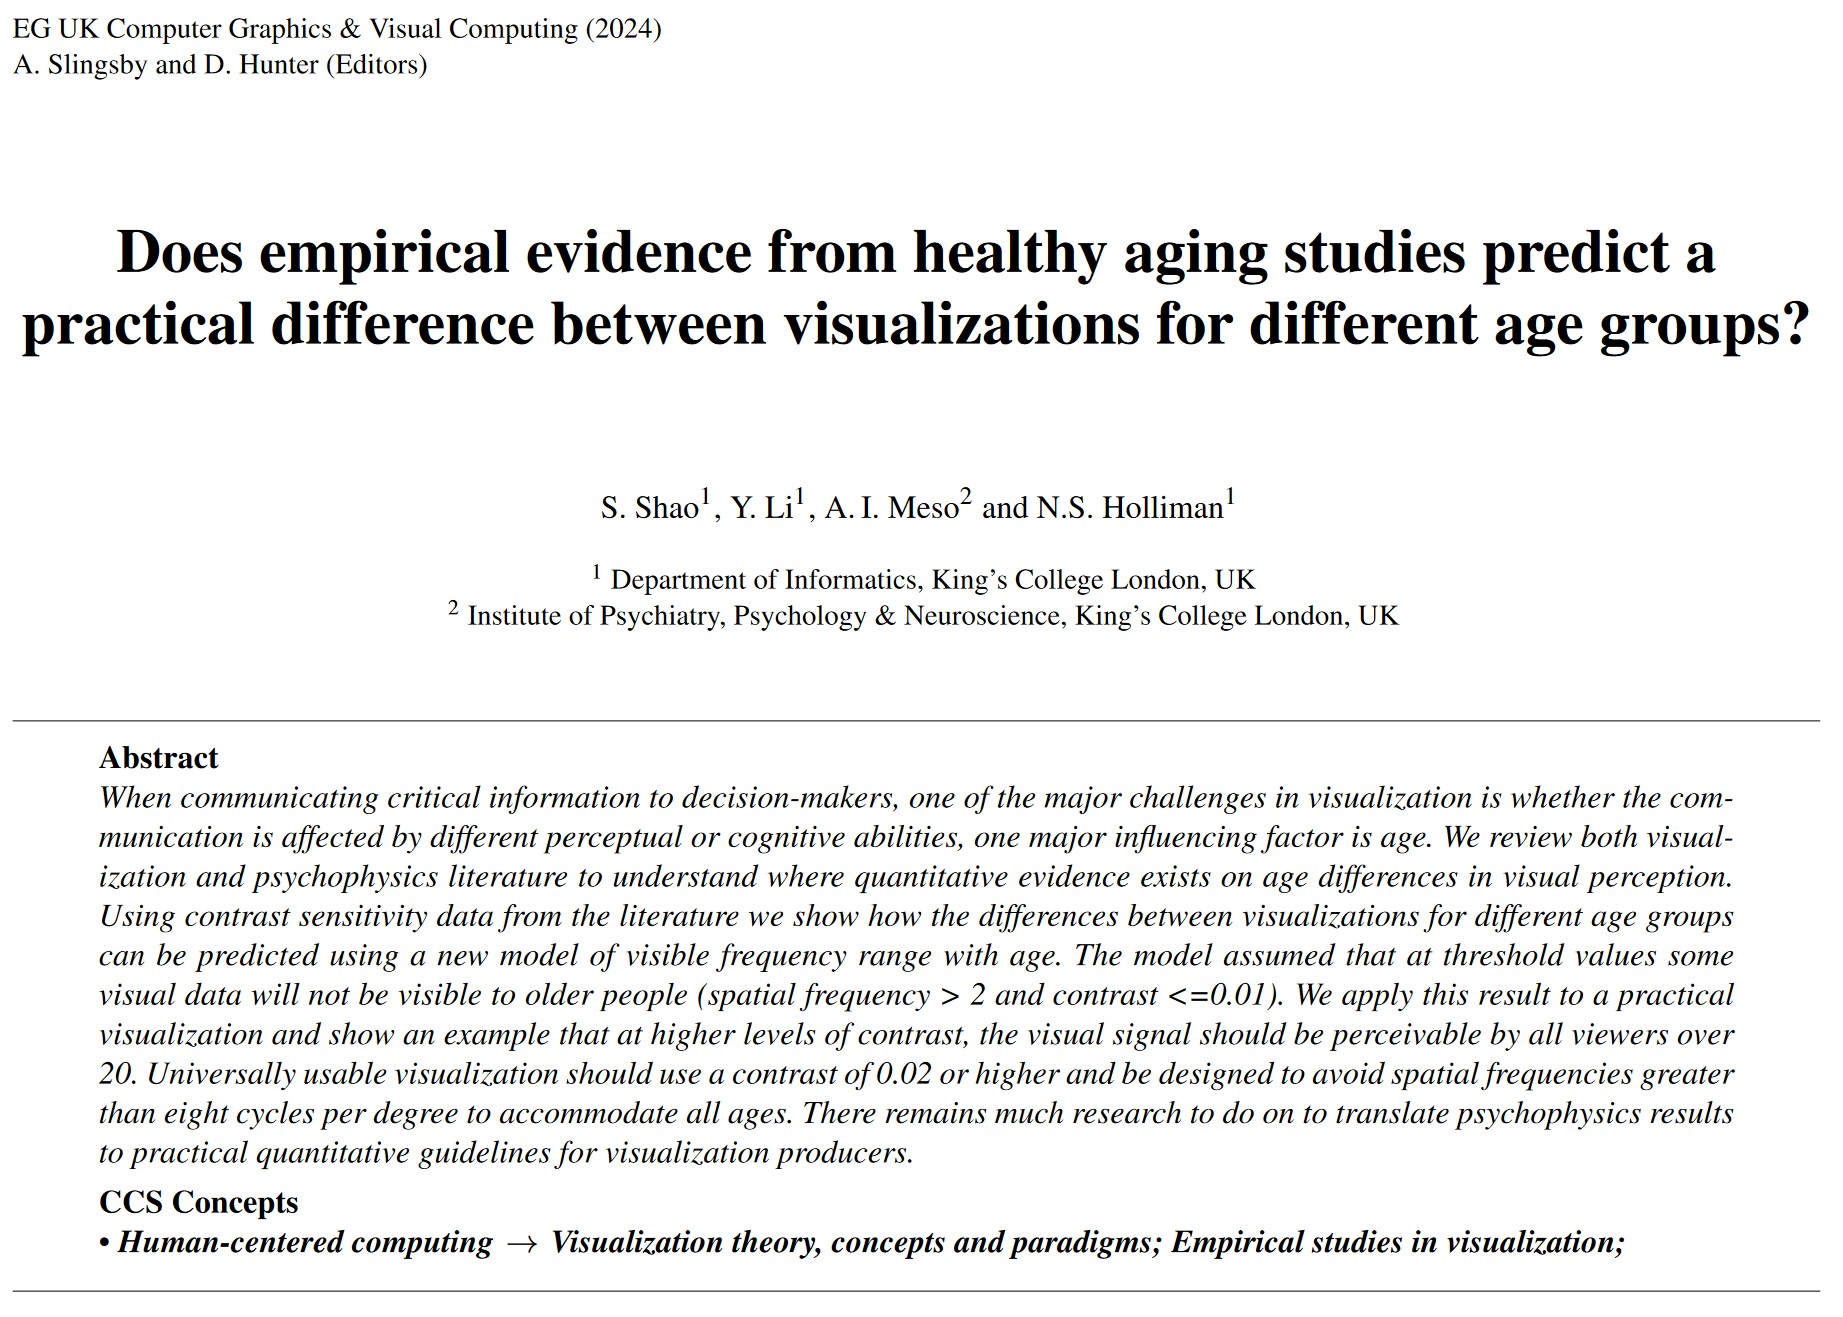 EG UK Computer Graphics & Visual Computing (2024)
A. Slingsby and D. Hunter (Editors)
Does empirical evidence from healthy aging studies predict a
practical difference between visualizations for different age groups?
S. Shao¹, Y. Li¹, A. I. Meso² and N.S. Holliman¹
¹ Department of Informatics, King's College London, UK
² Institute of Psychiatry, Psychology & Neuroscience, King's College London, UK
Abstract
When communicating critical information to decision-makers, one of the major challenges in visualization is whether the com-
munication is affected by different perceptual or cognitive abilities, one major influencing factor is age. We review both visual-
ization and psychophysics literature to understand where quantitative evidence exists on age differences in visual perception.
Using contrast sensitivity data from the literature we show how the differences between visualizations for different age groups
can be predicted using a new model of visible frequency range with age. The model assumed that at threshold values some
visual data will not be visible to older people (spatial frequency > 2 and contrast <=0.01). We apply this result to a practical
visualization and show an example that at higher levels of contrast, the visual signal should be perceivable by all viewers over
20. Universally usable visualization should use a contrast of 0.02 or higher and be designed to avoid spatial frequencies greater
than eight cycles per degree to accommodate all ages. There remains much research to do on to translate psychophysics results
to practical quantitative guidelines for visualization producers.
CCS Concepts
• Human-centered computing → Visualization theory, concepts and paradigms; Empirical studies in visualization;